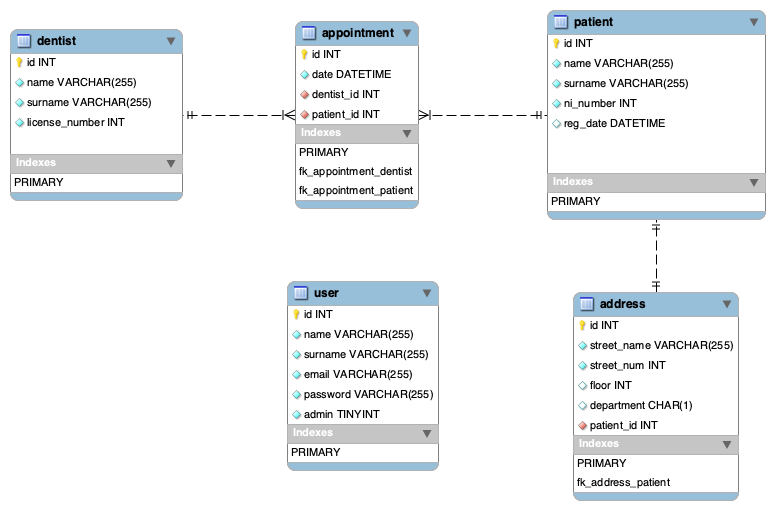 dentist
id INT
name VARCHAR(255)
surname VARCHAR(255)
license_number INT
Indexes
PRIMARY
appointment
id INT
date DATETIME
dentist_id INT
patient_id INT
Indexes
PRIMARY
fk_appointment_dentist
fk_appointment_patient
patient
id INT
name VARCHAR(255)
surname VARCHAR(255)
ni_number INT
reg_date DATETIME
Indexes
PRIMARY
user
id INT
name VARCHAR(255)
surname VARCHAR(255)
email VARCHAR(255)
password VARCHAR(255)
admin TINYINT
Indexes
PRIMARY
address
id INT
street_name VARCHAR(255)
street_num INT
floor INT
department CHAR(1)
patient_id INT
Indexes
PRIMARY
fk_address_patient